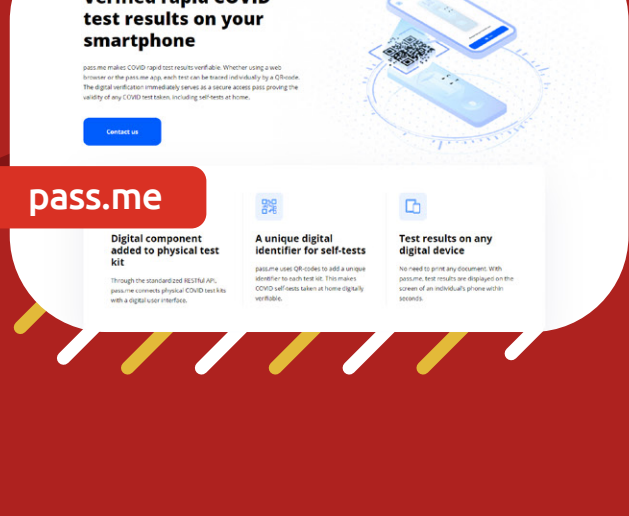 Verified rapid COVID
test results on your
smartphone
pass.me makes COVID rapid test results verifiable. Whether using a web
browser or the pass.me app, each test can be traced individually by a QR-code.
The digital verification immediately serves as a secure access pass proving the
validity of any COVID test taken, including self-tests at home.
Contact us
pass.me
Digital component
added to physical test
kit
Through the standardized RESTful API,
pass.me connects physical COVID test kits
with a digital user interface.
A unique digital
identifier for self-tests
pass.me uses QR-codes to add a unique
identifier to each test kit. This makes
COVID self-tests taken at home digitally
verifiable.
Test results on any
digital device
No need to print any document. With
pass.me, test results are displayed on the
screen of an individual's phone within
seconds.